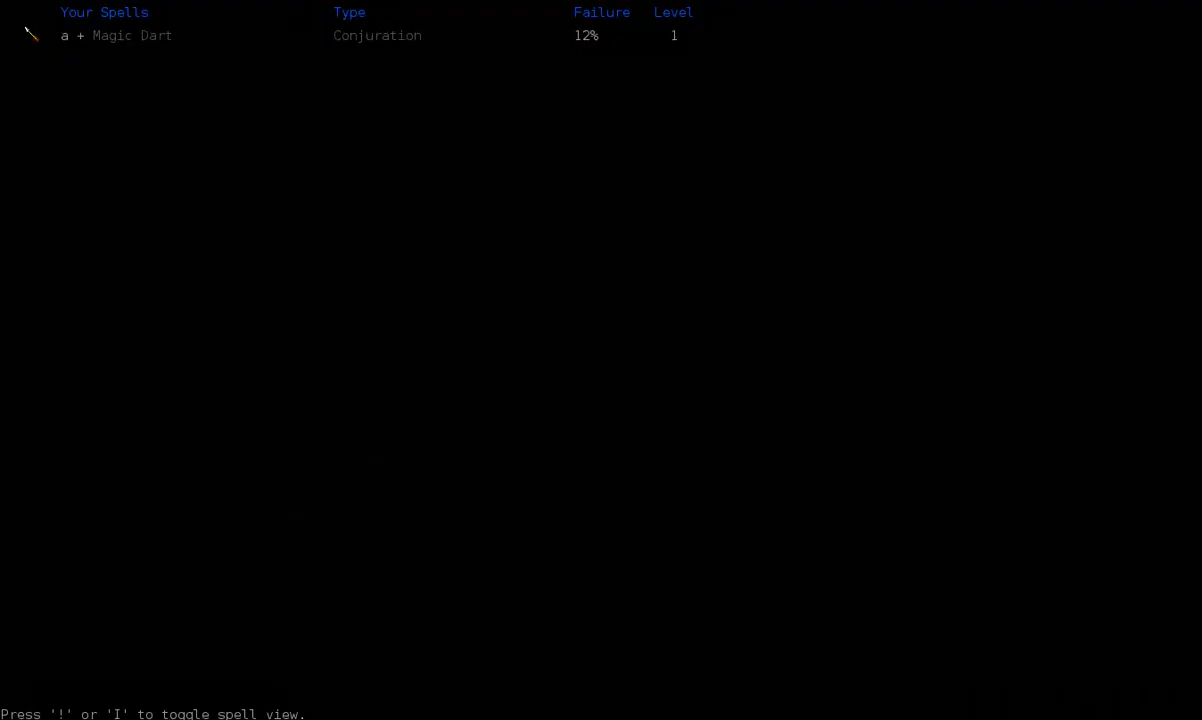 Your Spells Type Failure Level
a + Magic Dart Conjuration 12% 1
Press '!' or 'I' to toggle spell view.